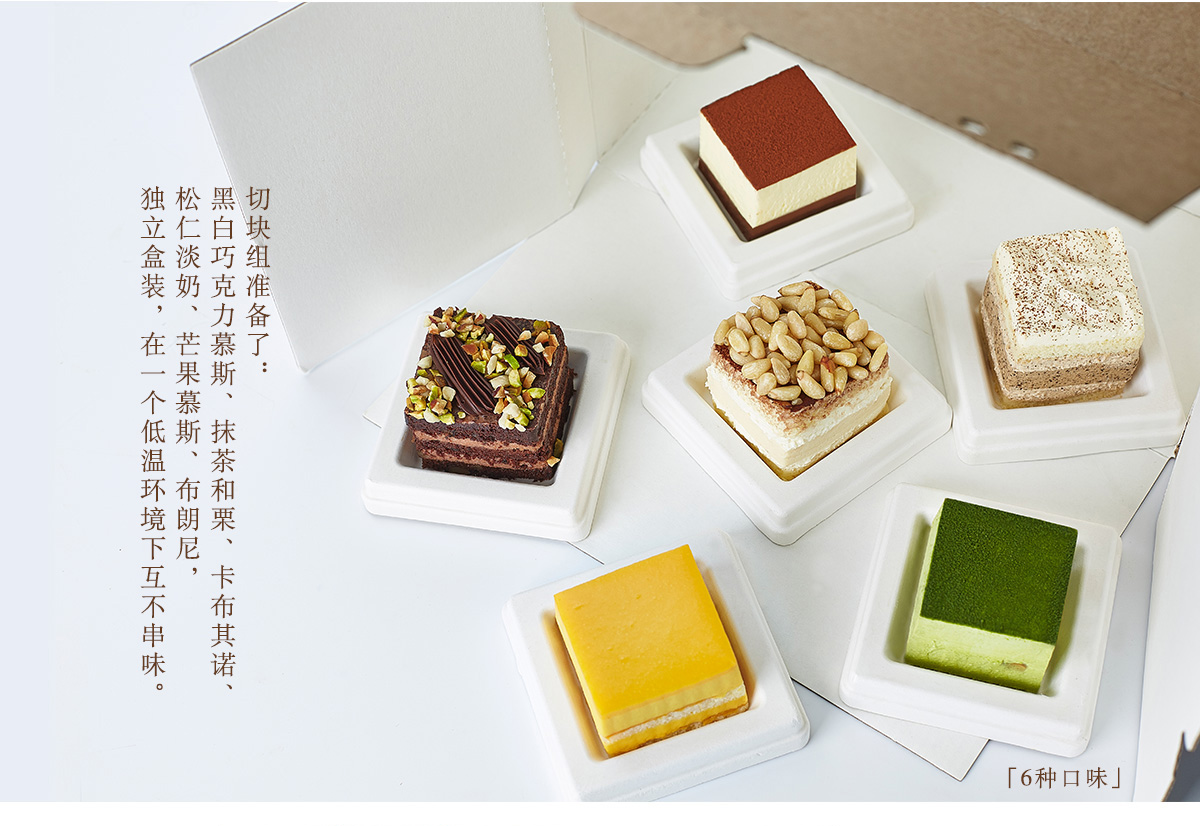 切块组准备了：
黑白巧克力慕斯、抹茶和栗、卡布其诺、
松仁淡奶、芒果慕斯、布朗尼，
独立盒装，在一个低温环境下互不串味。
「6种口味」